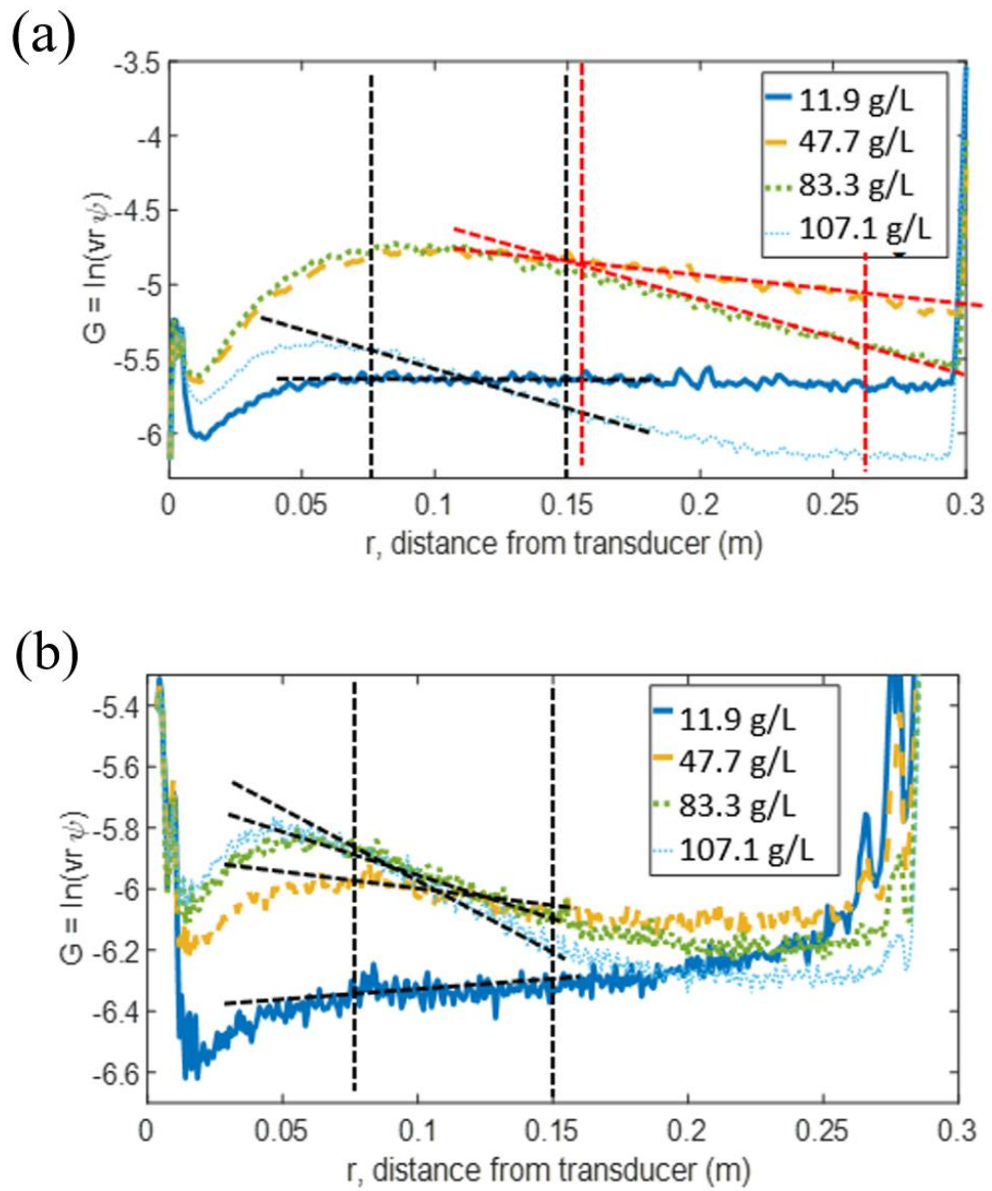 (a)
-3.5
-4
-4.5
-5
-5.5
-6
G = ln(vrψ)
11.9 g/L
47.7 g/L
83.3 g/L
107.1 g/L
0 0.05 0.1 0.15 0.2 0.25 0.3
r, distance from transducer (m)
(b)
-5.4
-5.6
-5.8
-6
-6.2
-6.4
-6.6
G = ln(vrψ)
11.9 g/L
47.7 g/L
83.3 g/L
107.1 g/L
0 0.05 0.1 0.15 0.2 0.25 0.3
r, distance from transducer (m)